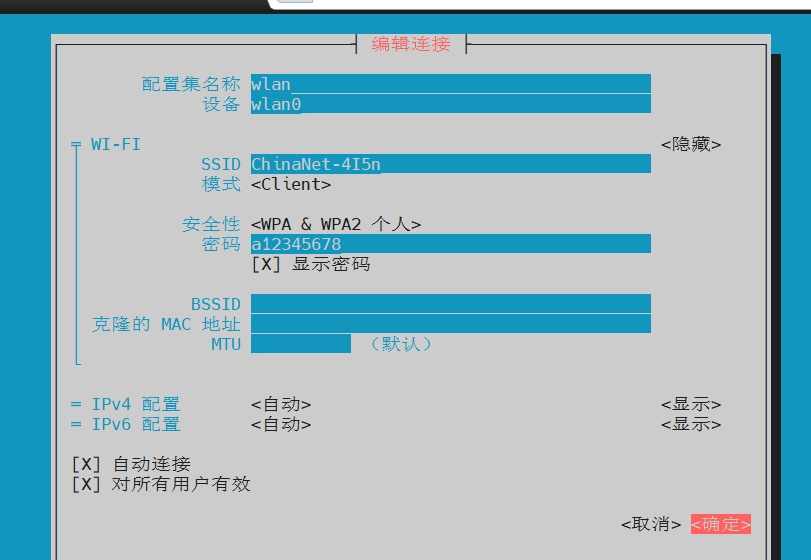 编辑连接
配置集名称 wlan
设备 wlan0
= WI-FI <隐藏>
SSID ChinaNet-4I5n
模式 <Client>
安全性 <WPA & WPA2 个人>
密码 a12345678
[X] 显示密码
BSSID
克隆的 MAC 地址
MTU （默认）
= IPv4 配置 <自动> <显示>
= IPv6 配置 <自动> <显示>
[X] 自动连接
[X] 对所有用户有效
<取消> <确定>